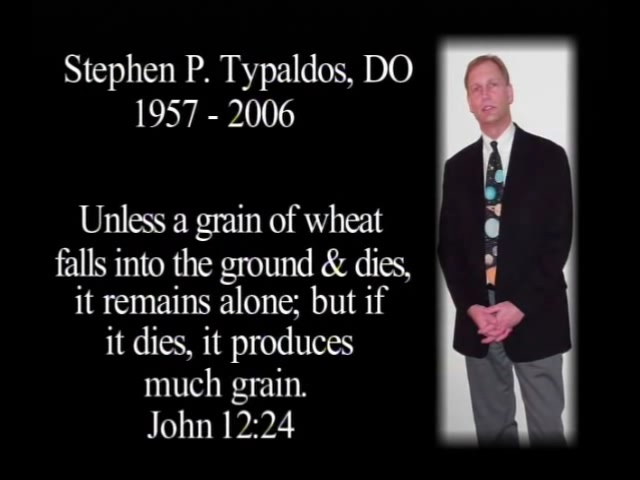 Stephen P. Typaldos, DO
1957 - 2006
Unless a grain of wheat
falls into the ground & dies,
it remains alone; but if
it dies, it produces
much grain.
John 12:24